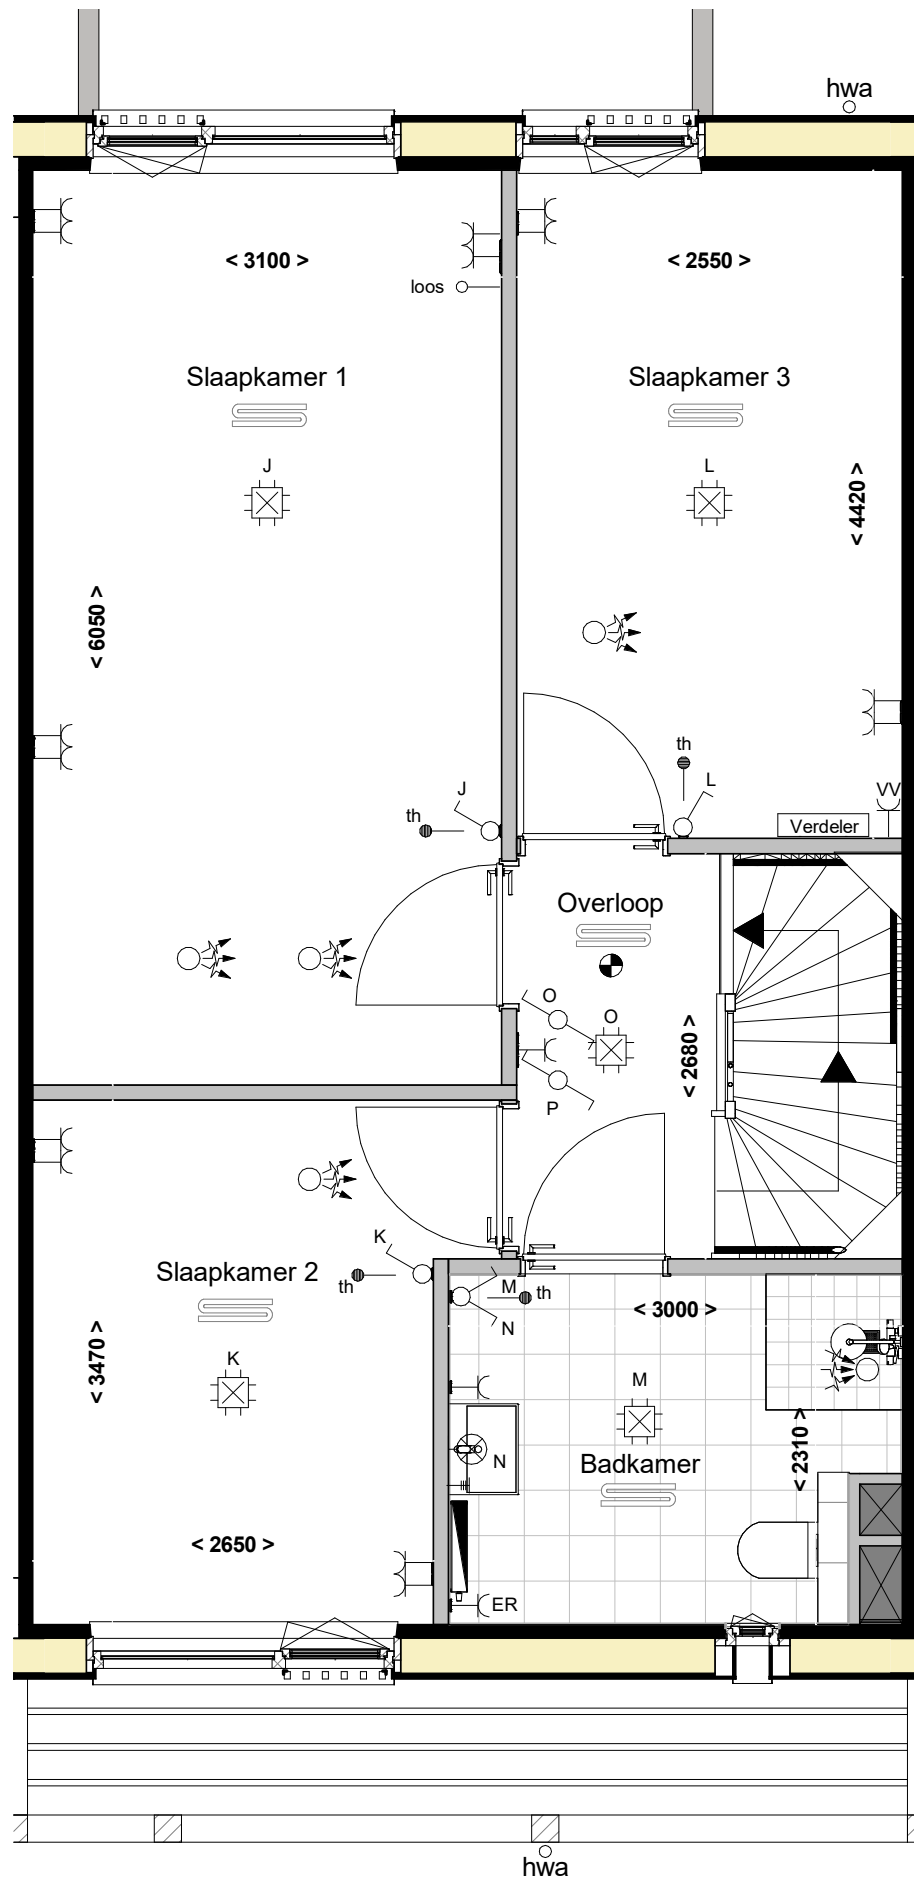 hwa
< 3100 >
< 2550 >
loos
Slaapkamer 1
Slaapkamer 3
J
L
< 4420 >
< 6050 >
th
L
J
th
VV
Verdeler
Overloop
O
O
< 2680 >
P
K
th
Slaapkamer 2
M
th
N
< 3000 >
< 3470 >
K
M
< 2310 >
N
Badkamer
< 2650 >
ER
hwa